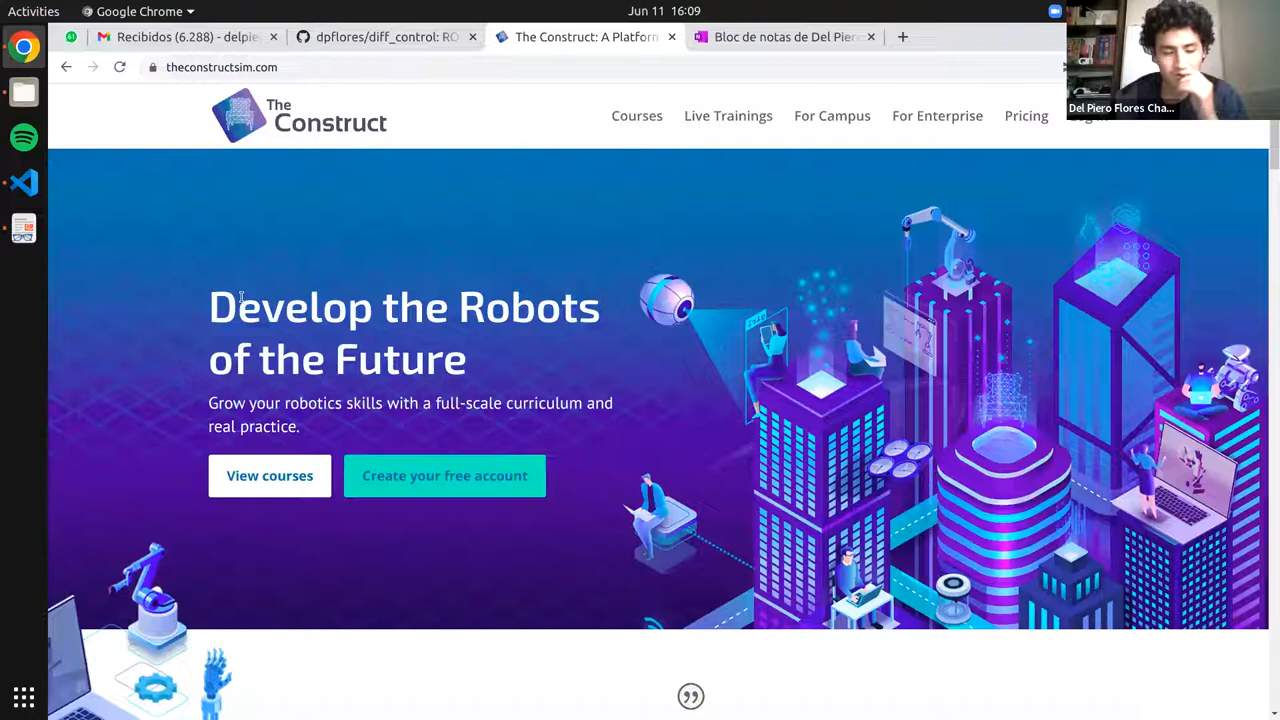 Activities
Google Chrome
Jun 11 16:09
Recibidos (6.288) - delpie
dpflores/diff_control: RO
The Construct: A Platform
Bloc de notas de Del Pier
theconstructsim.com
Del Piero Flores Cha...
The
Construct
Courses
Live Trainings
For Campus
For Enterprise
Pricing
Develop the Robots
of the Future
Grow your robotics skills with a full-scale curriculum and
real practice.
View courses
Create your free account